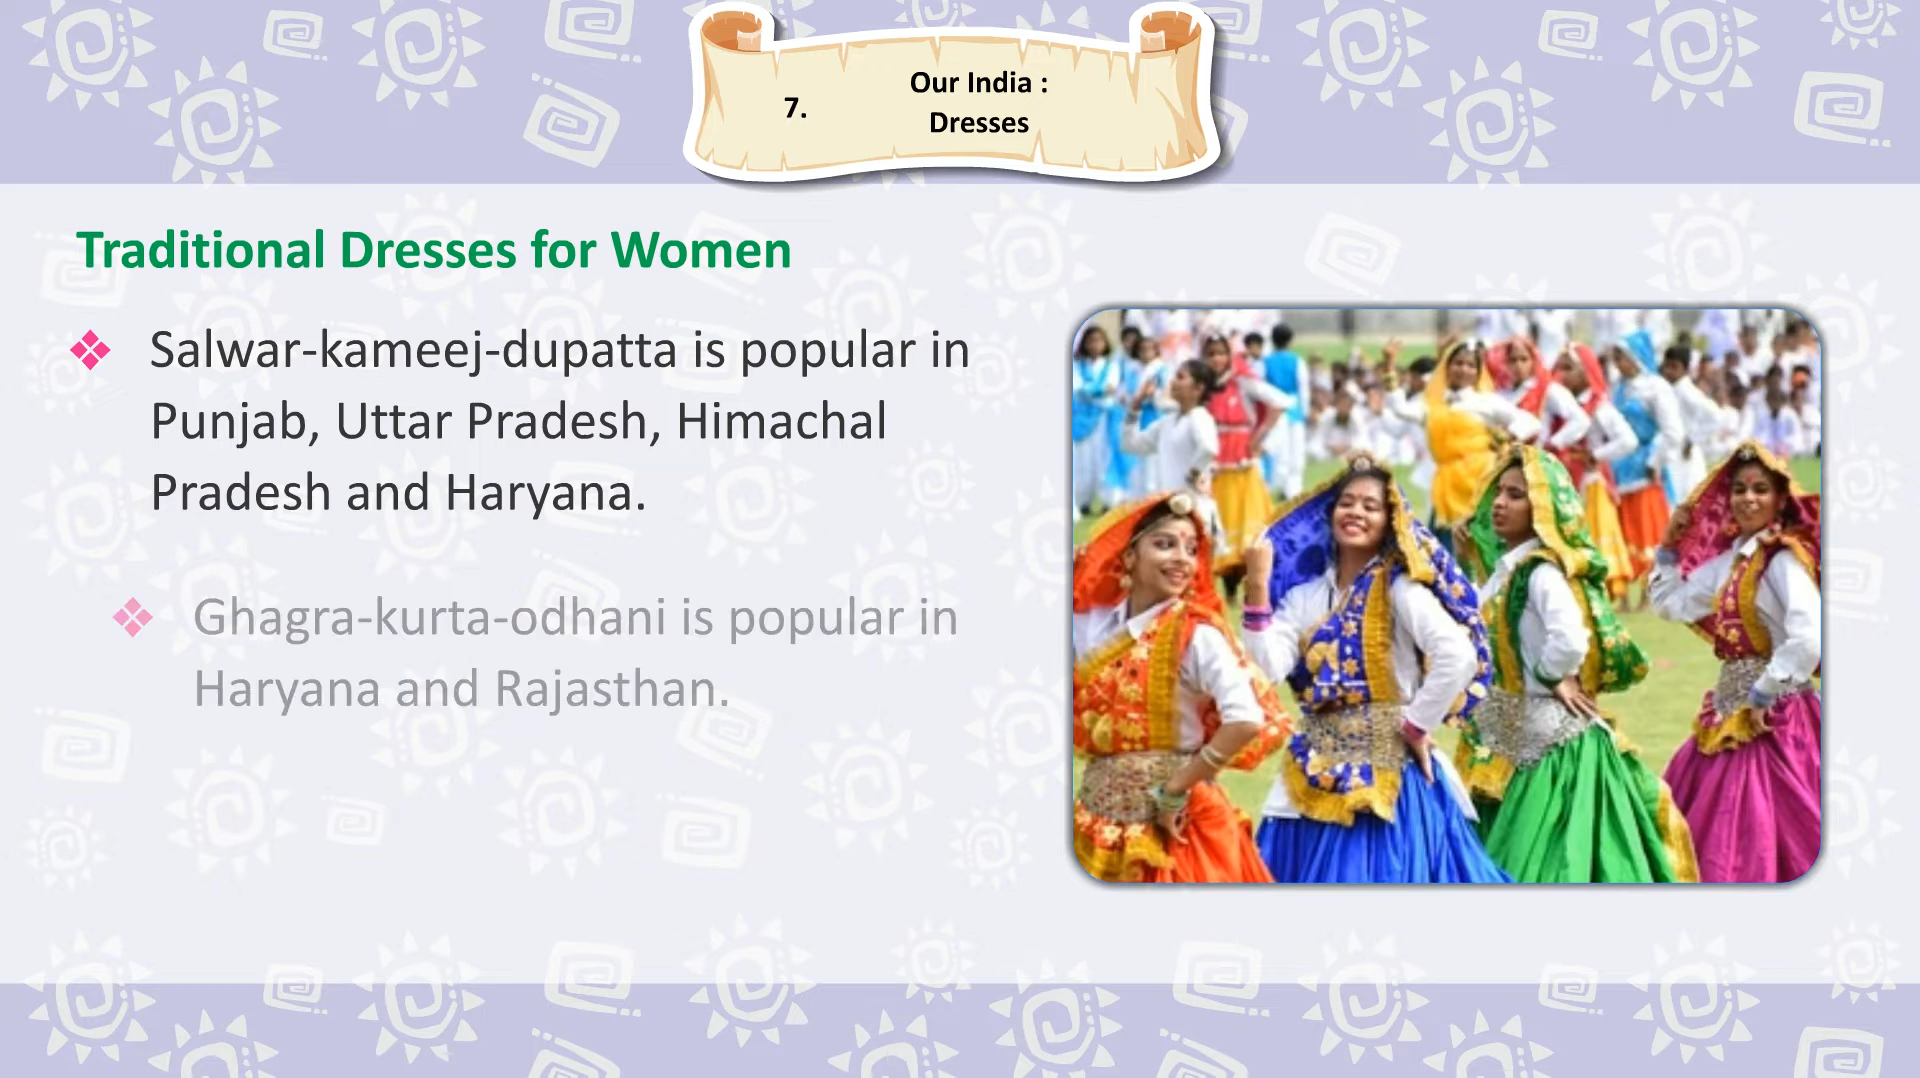 7.
Our India :
Dresses
Traditional Dresses for Women
Salwar-kameej-dupatta is popular in
Punjab, Uttar Pradesh, Himachal
Pradesh and Haryana.
Ghagra-kurta-odhani is popular in
Haryana and Rajasthan.